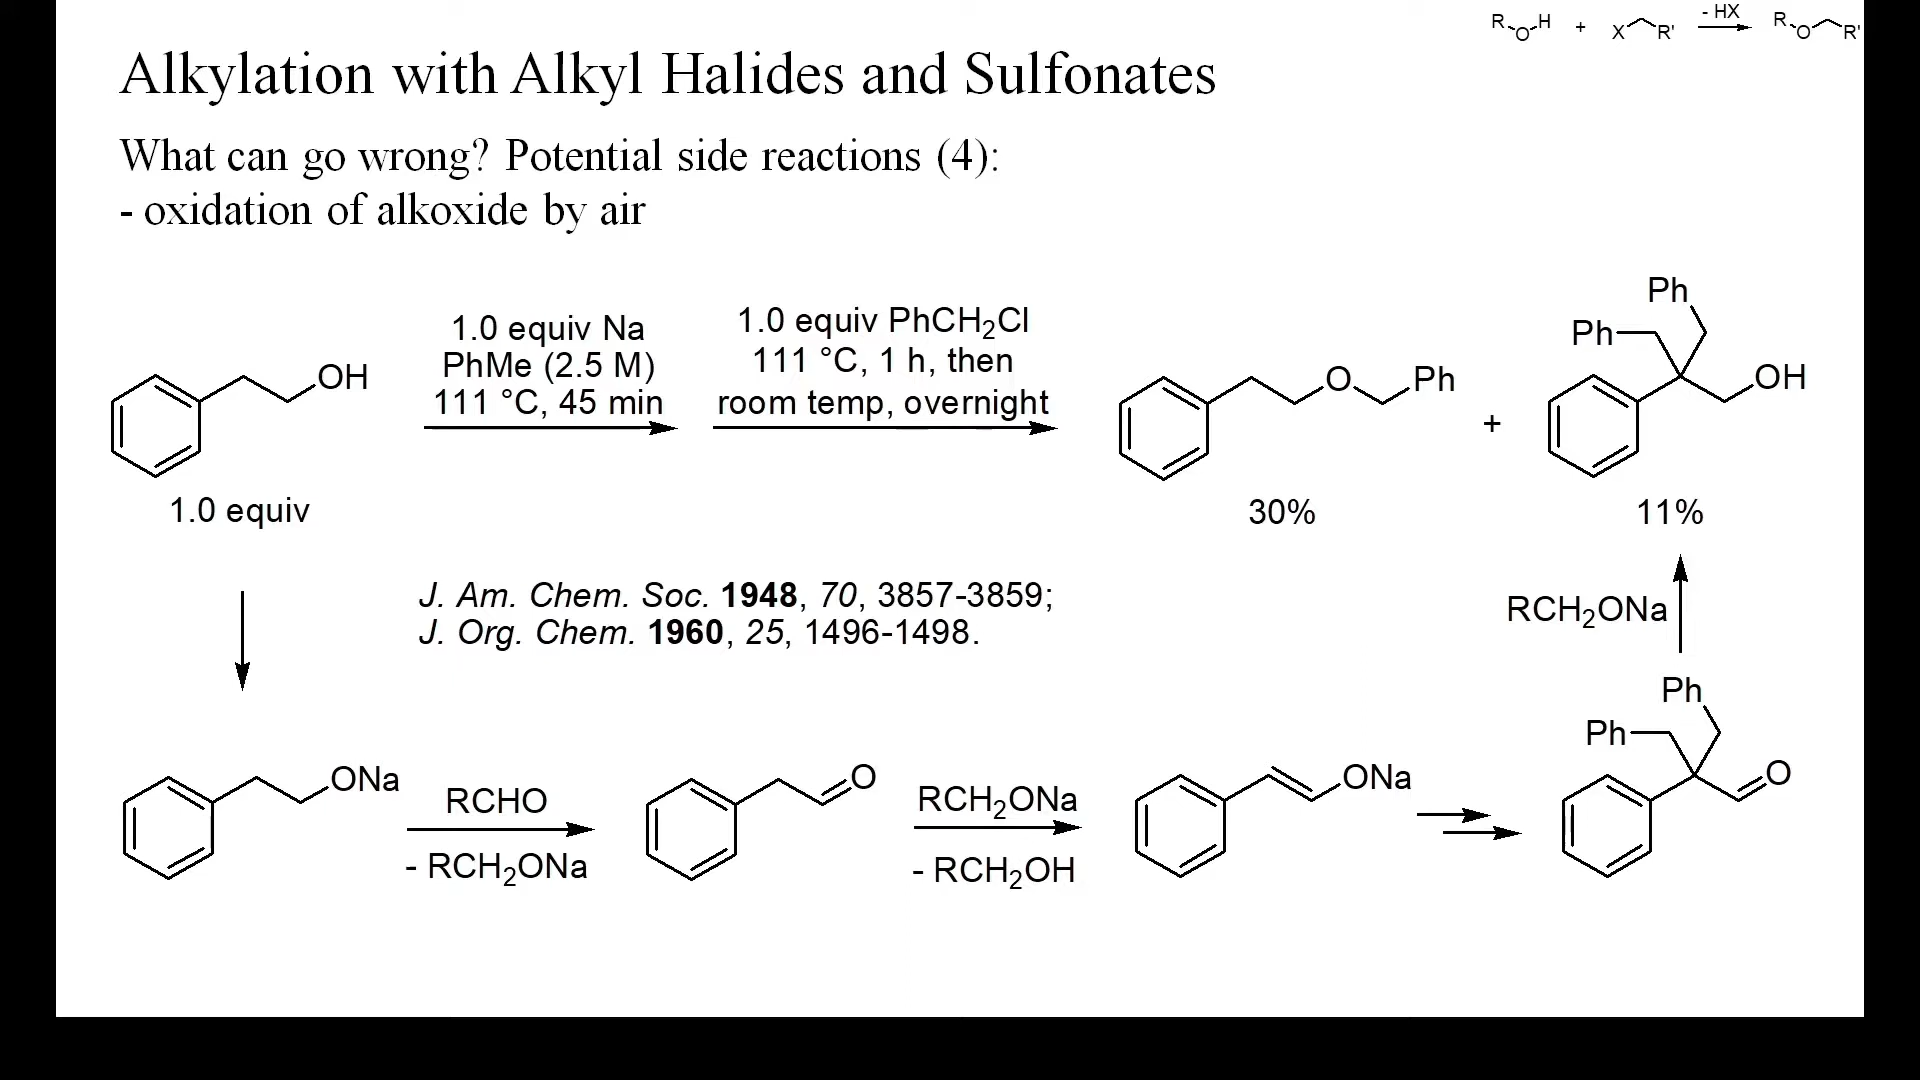 R O H + X R' - HX R O R'
Alkylation with Alkyl Halides and Sulfonates
What can go wrong? Potential side reactions (4):
- oxidation of alkoxide by air
OH
1.0 equiv
1.0 equiv Na
PhMe (2.5 M)
111 °C, 45 min
1.0 equiv PhCH₂Cl
111 °C, 1 h, then
room temp, overnight
O Ph
30%
+
Ph
Ph
OH
11%
J. Am. Chem. Soc. 1948, 70, 3857-3859;
J. Org. Chem. 1960, 25, 1496-1498.
RCH₂ONa
ONa
RCHO
- RCH₂ONa
O
RCH₂ONa
- RCH₂OH
ONa
Ph
Ph
O